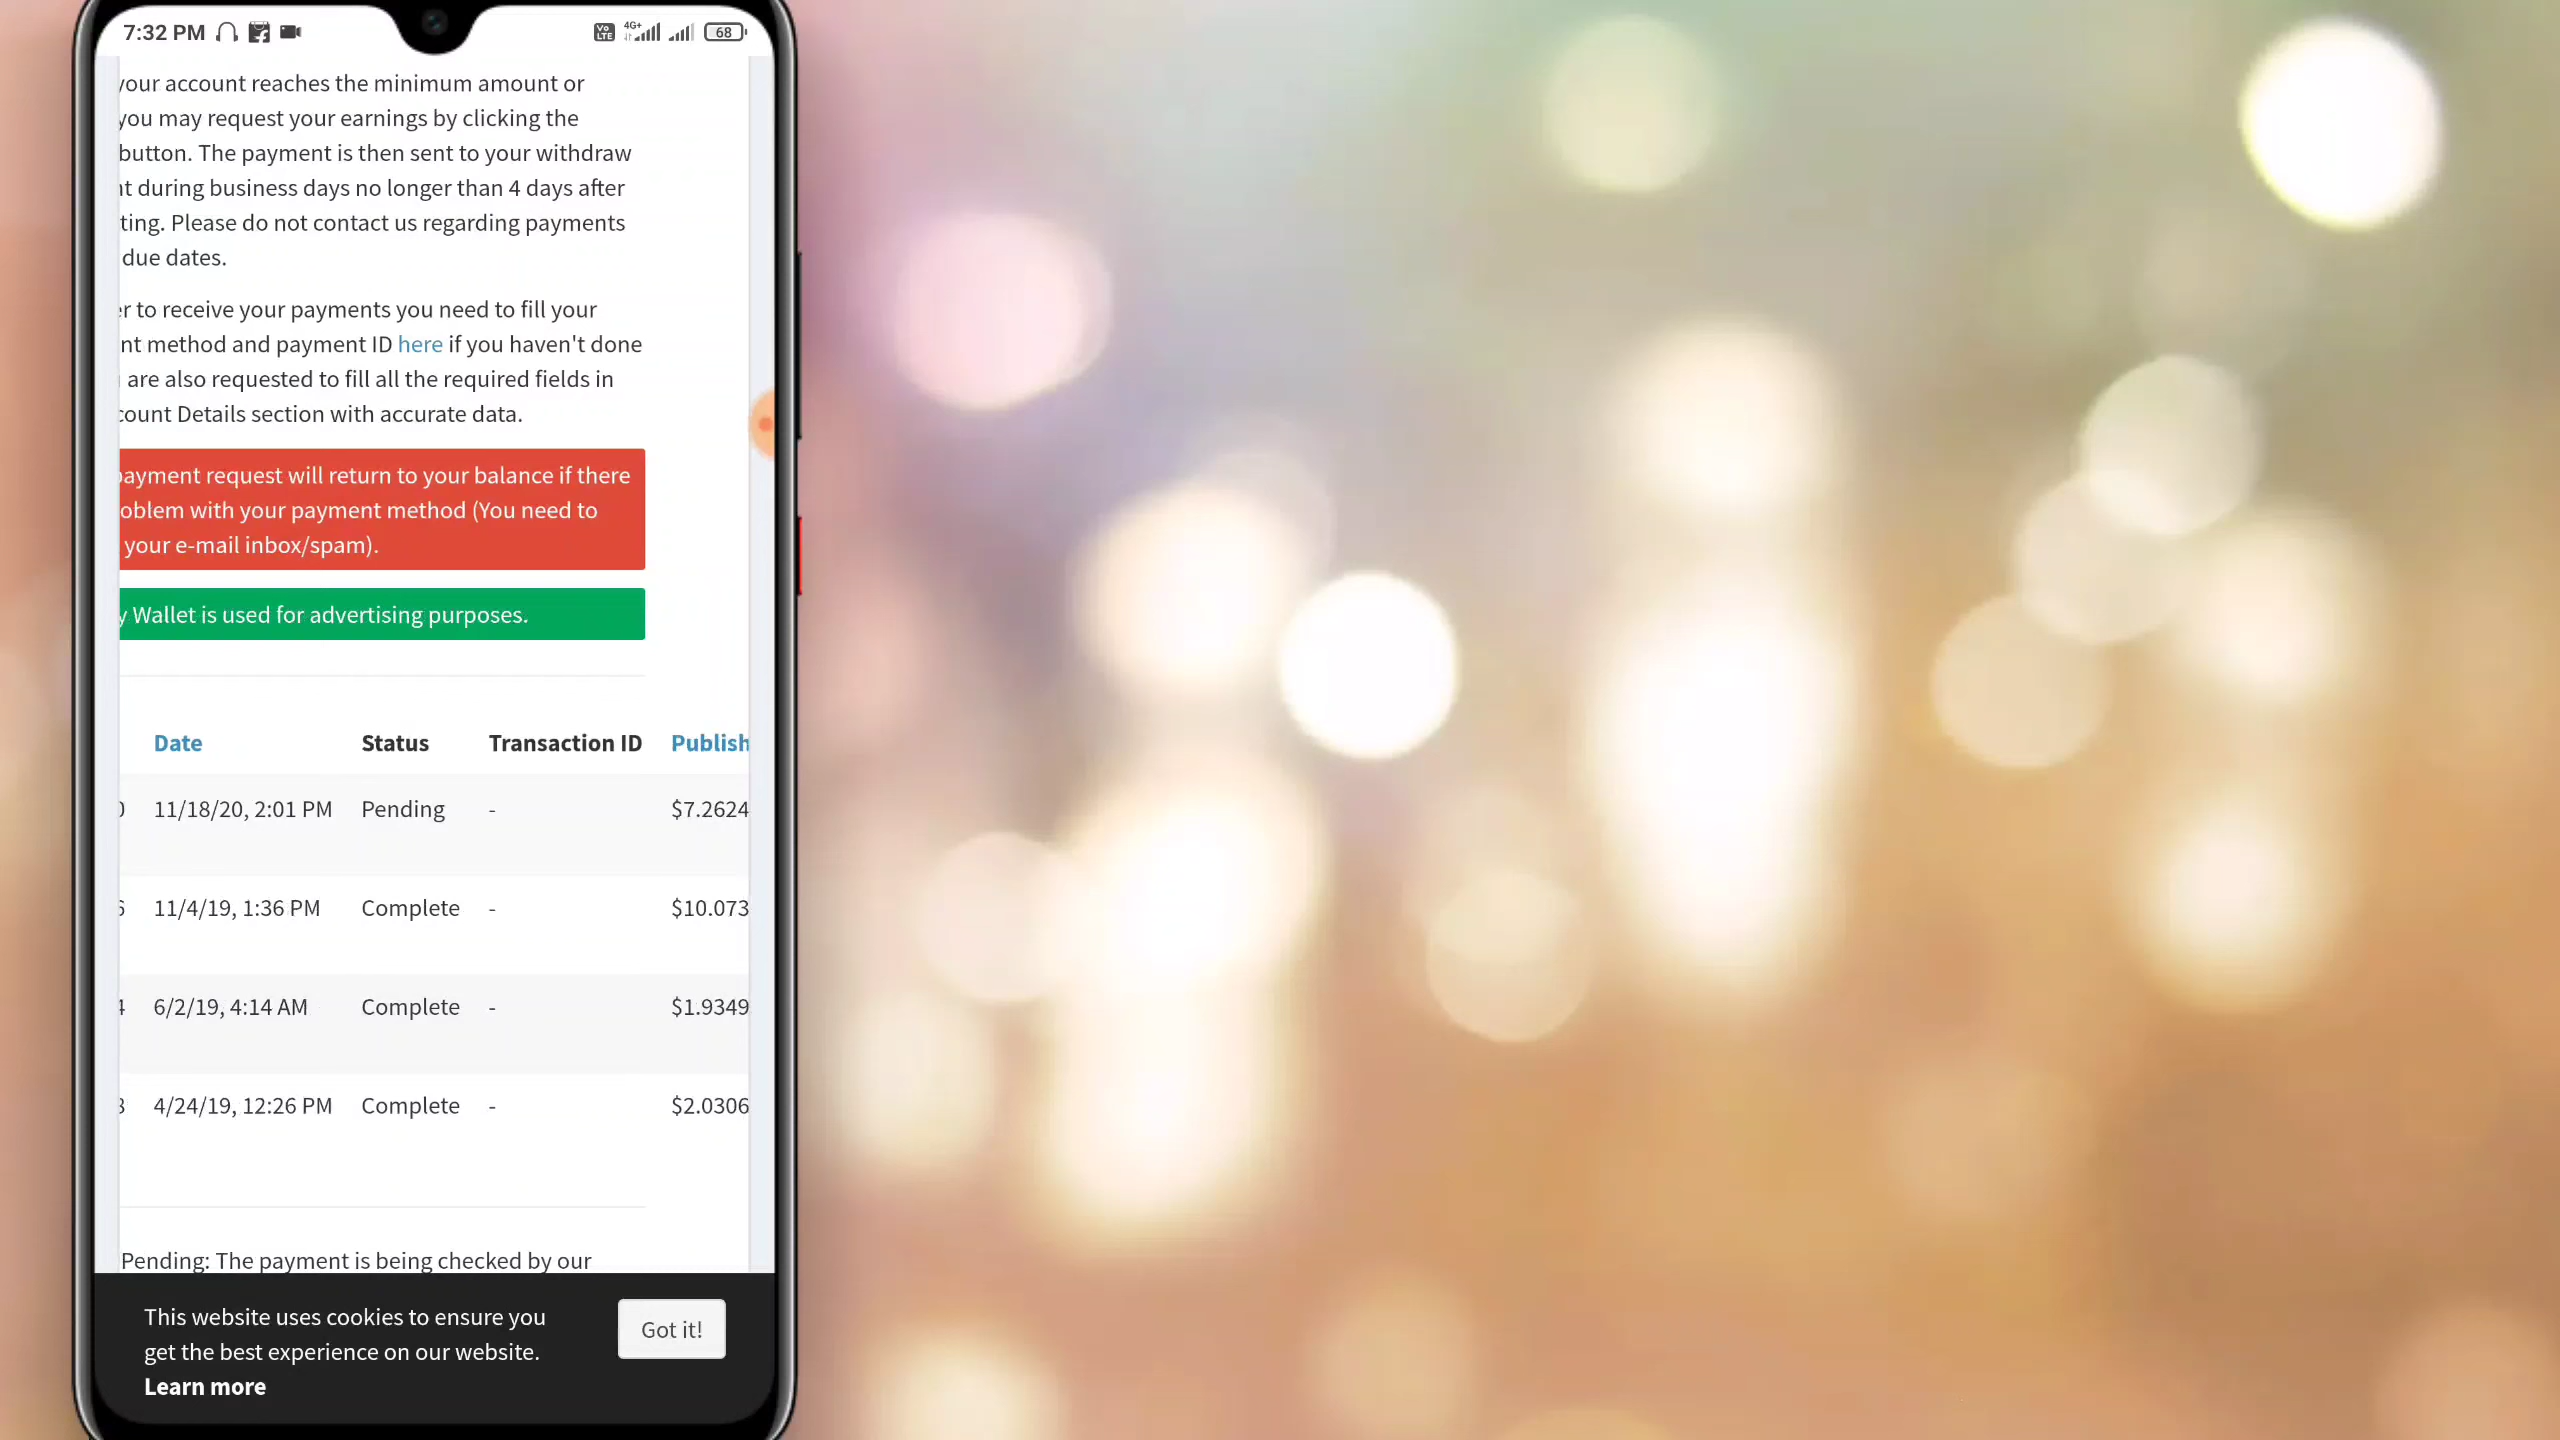 7:32 PM 4G+ 68
Vo LTE
your account reaches the minimum amount or
you may request your earnings by clicking the
button. The payment is then sent to your withdraw
nt during business days no longer than 4 days after
ting. Please do not contact us regarding payments
due dates.
er to receive your payments you need to fill your
nt method and payment ID here if you haven't done
are also requested to fill all the required fields in
count Details section with accurate data.
payment request will return to your balance if there
oblem with your payment method (You need to
your e-mail inbox/spam).
y Wallet is used for advertising purposes.
Date Status Transaction ID Publish
0 11/18/20, 2:01 PM Pending - $7.2624
6 11/4/19, 1:36 PM Complete - $10.073
4 6/2/19, 4:14 AM Complete - $1.9349
8 4/24/19, 12:26 PM Complete - $2.0306
Pending: The payment is being checked by our
This website uses cookies to ensure you
get the best experience on our website.
Learn more
Got it!